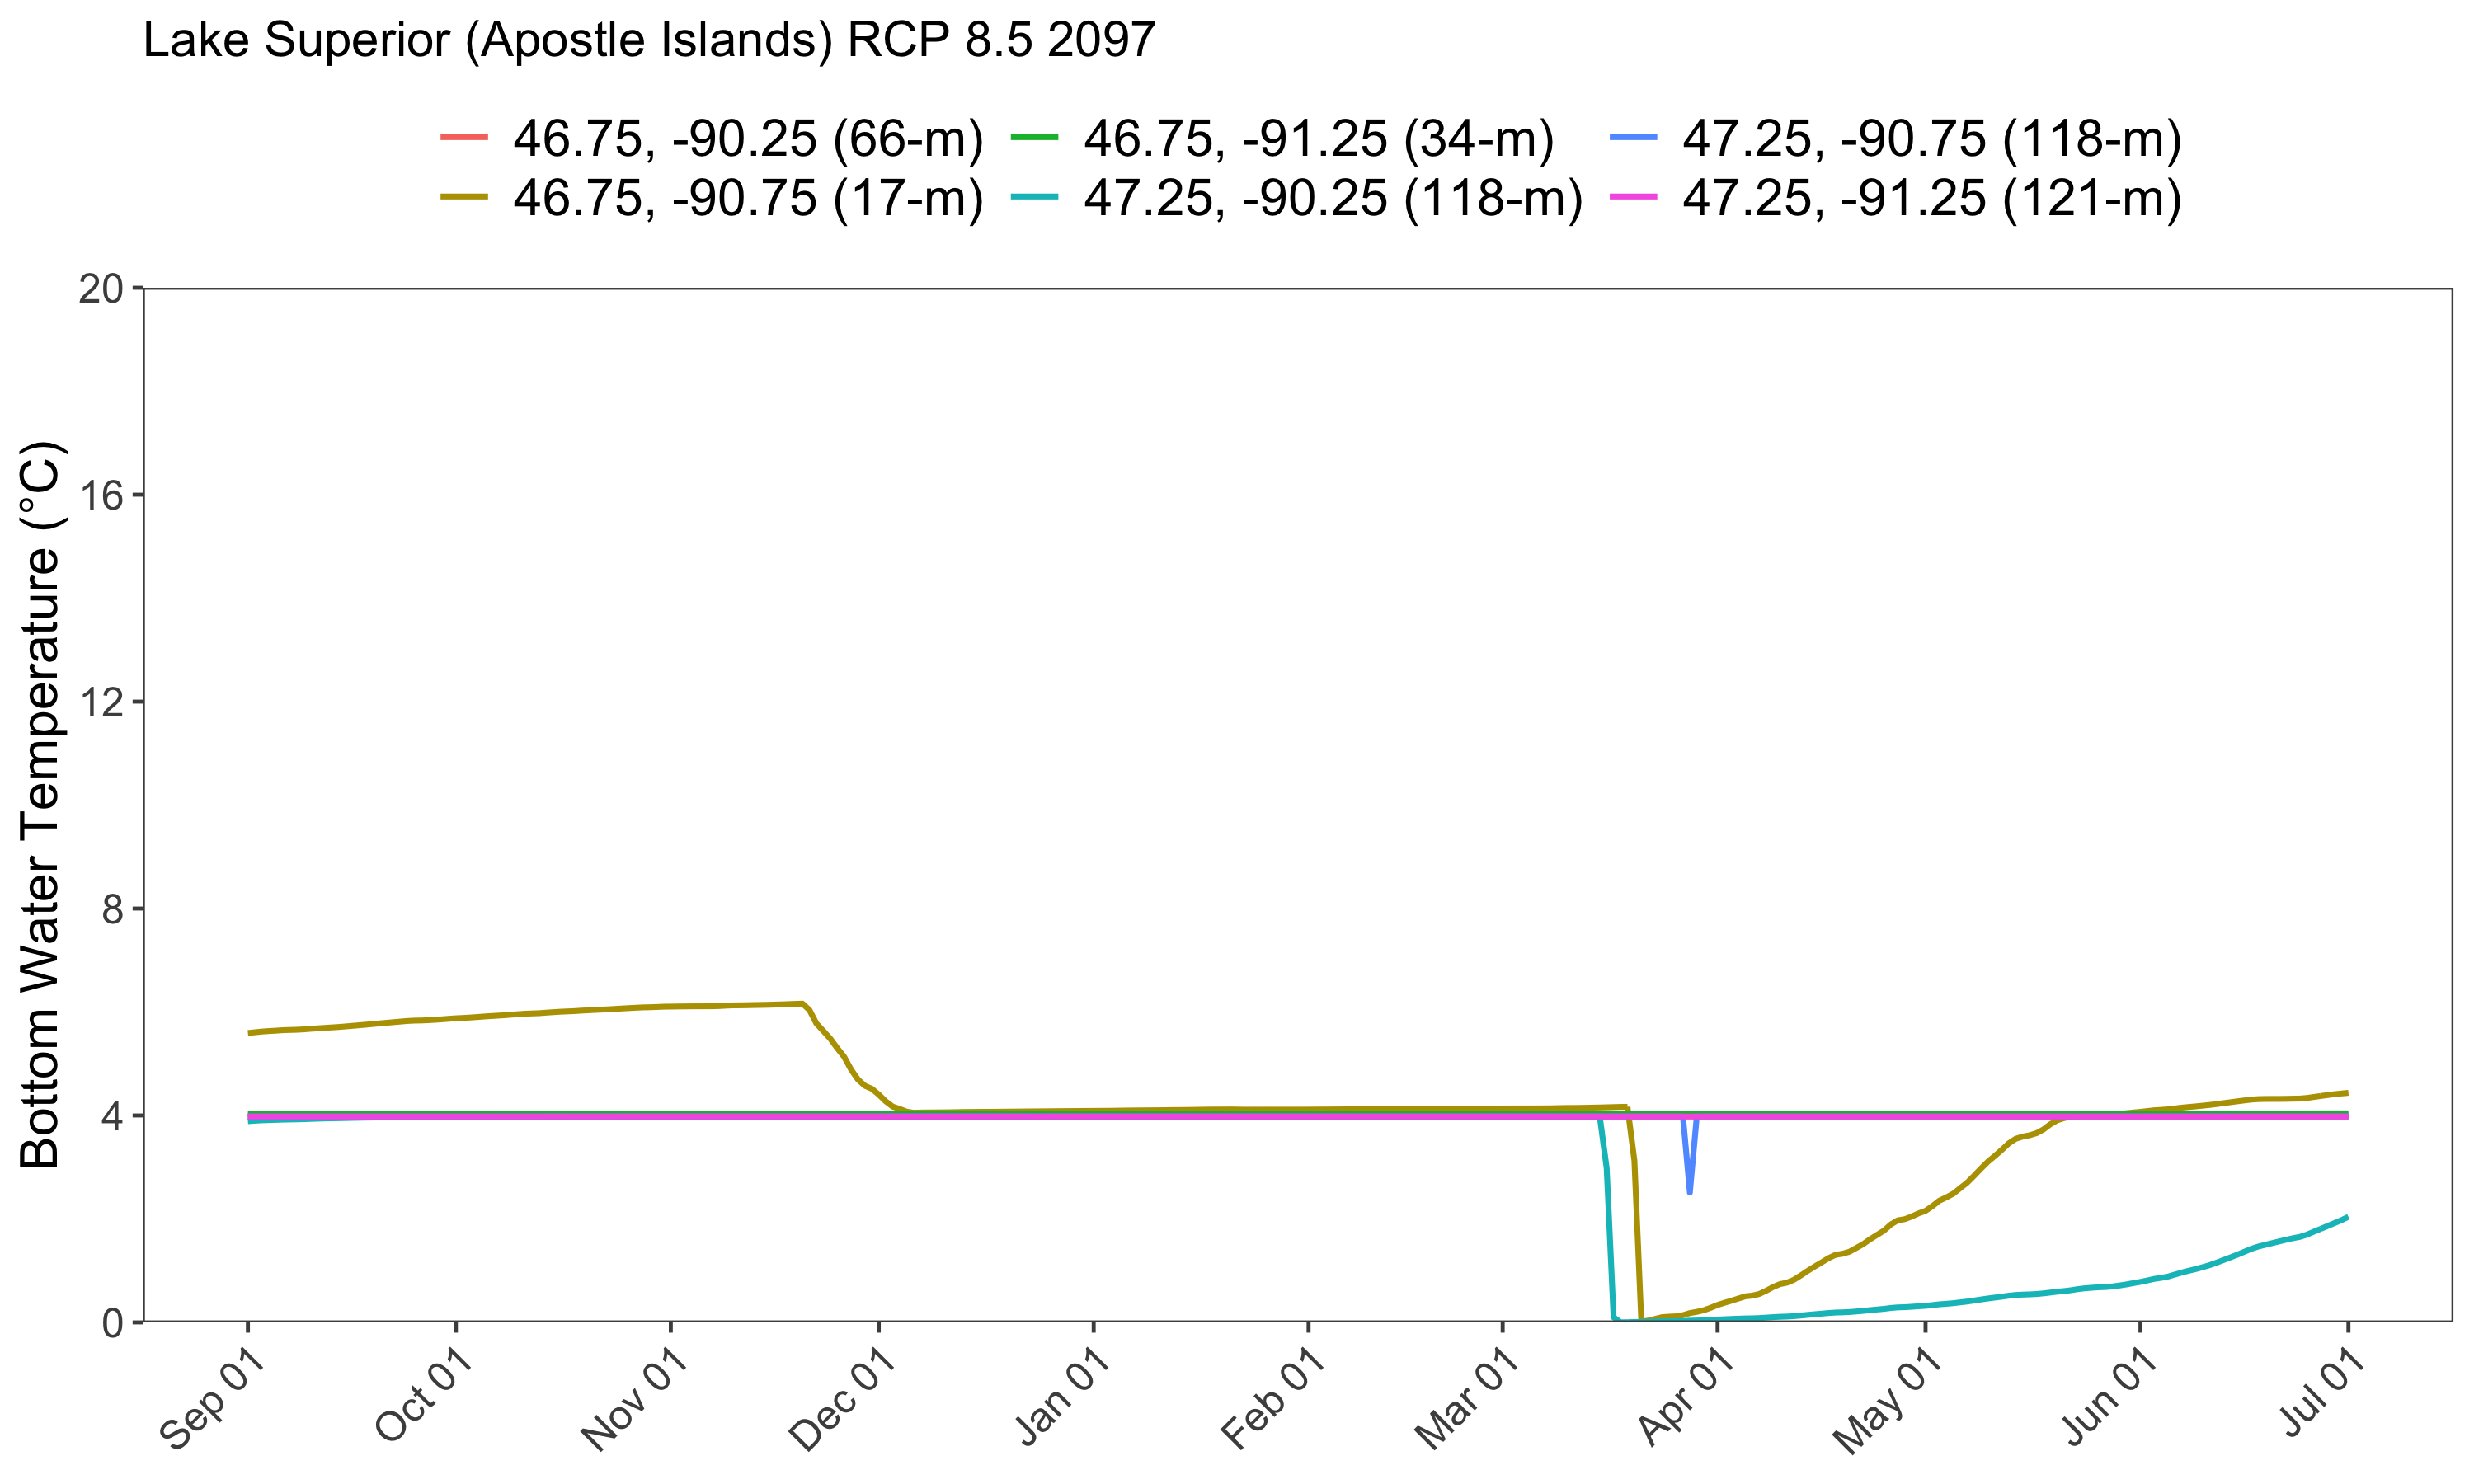 Lake Superior (Apostle Islands) RCP 8.5 2097
46.75, -90.25 (66-m) 46.75, -91.25 (34-m) 47.25, -90.75 (118-m)
46.75, -90.75 (17-m) 47.25, -90.25 (118-m) 47.25, -91.25 (121-m)
Bottom Water Temperature (°C)
20
16
12
8
4
0
Sep 01 Oct 01 Nov 01 Dec 01 Jan 01 Feb 01 Mar 01 Apr 01 May 01 Jun 01 Jul 01